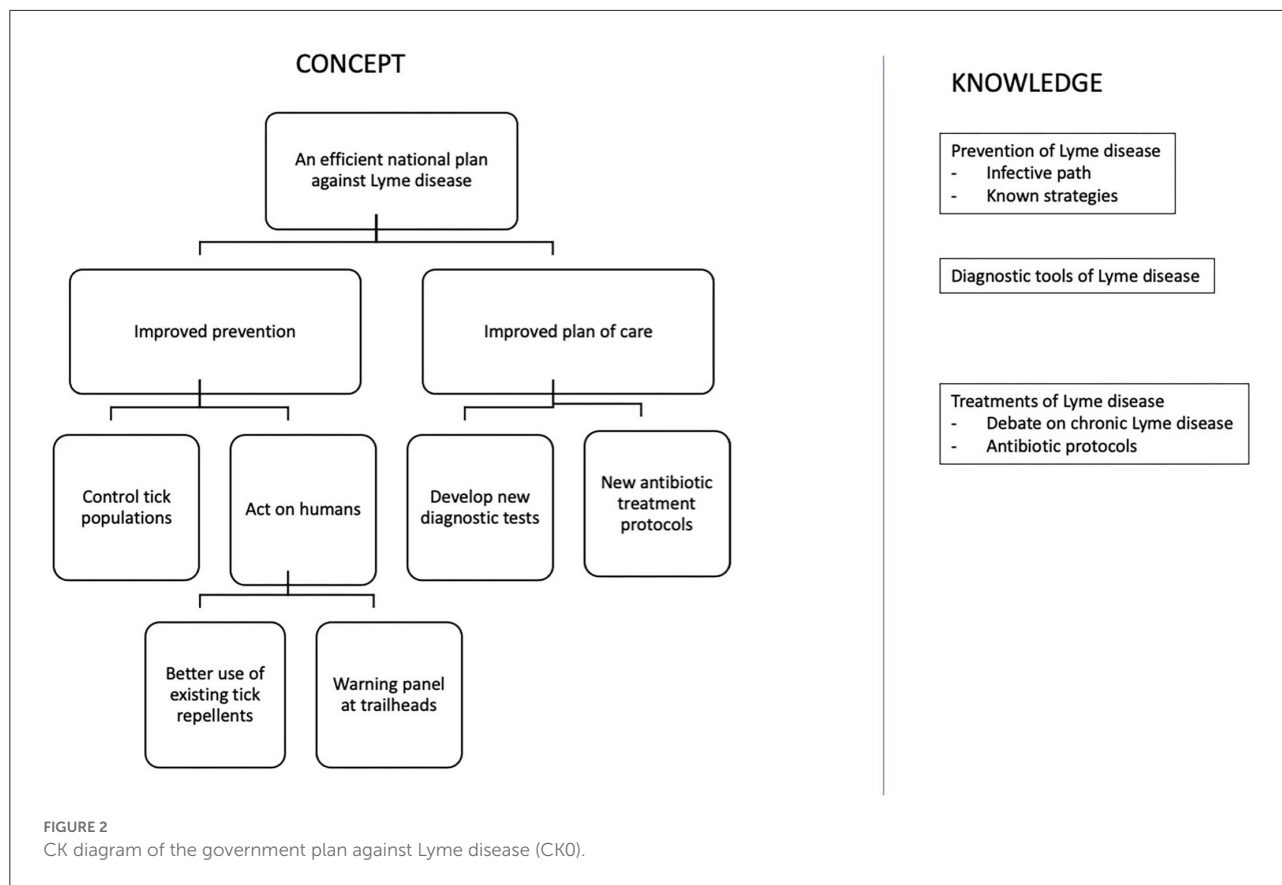 CONCEPT
An efficient national plan
against Lyme disease
Improved prevention
Improved plan of care
Control tick
populations
Act on humans
Develop new
diagnostic tests
New antibiotic
treatment
protocols
Better use of
existing tick
repellents
Warning panel
at trailheads
KNOWLEDGE
Prevention of Lyme disease
- Infective path
- Known strategies
Diagnostic tools of Lyme disease
Treatments of Lyme disease
- Debate on chronic Lyme disease
- Antibiotic protocols
FIGURE 2
CK diagram of the government plan against Lyme disease (CK0).